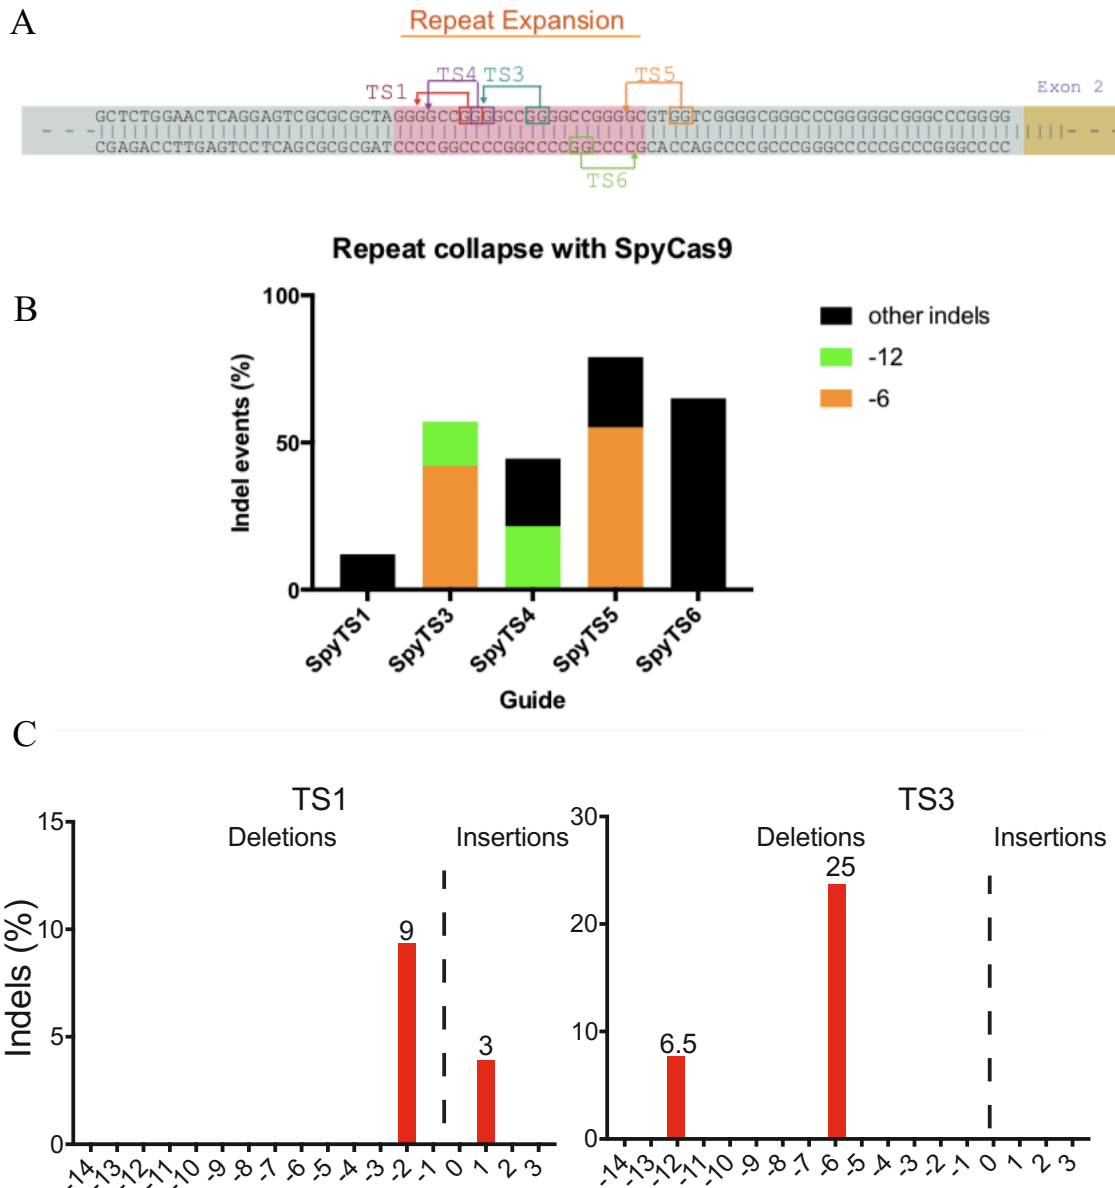 A
Repeat Expansion
TS1 TS4 TS3 TS5
Exon 2
GCTCTGGAACTCAGGAGTCGCGCGCTAGGGGCCGGGGCCGGGGCCGGGGCGTGGTCGGGGCGGGCCCGGGGGCGGGCCCGGGG
CGAGACCTTGAGTCCTCAGCGCGCGATCCCCGGCCCCGGCCCCGGCCCCGCACCAGCCCCGCCCGGGCCCCCGCCCGGGCCCC
TS6
Repeat collapse with SpyCas9
B
100
50
0
Indel events (%)
SpyTS1 SpyTS3 SpyTS4 SpyTS5 SpyTS6
Guide
other indels
-12
-6
C
TS1
Deletions Insertions
15
10
5
0
Indels (%)
9
3
-14 -13 -12 -11 -10 -9 -8 -7 -6 -5 -4 -3 -2 -1 0 1 2 3
TS3
Deletions Insertions
30
20
10
0
25
6.5
-14 -13 -12 -11 -10 -9 -8 -7 -6 -5 -4 -3 -2 -1 0 1 2 3